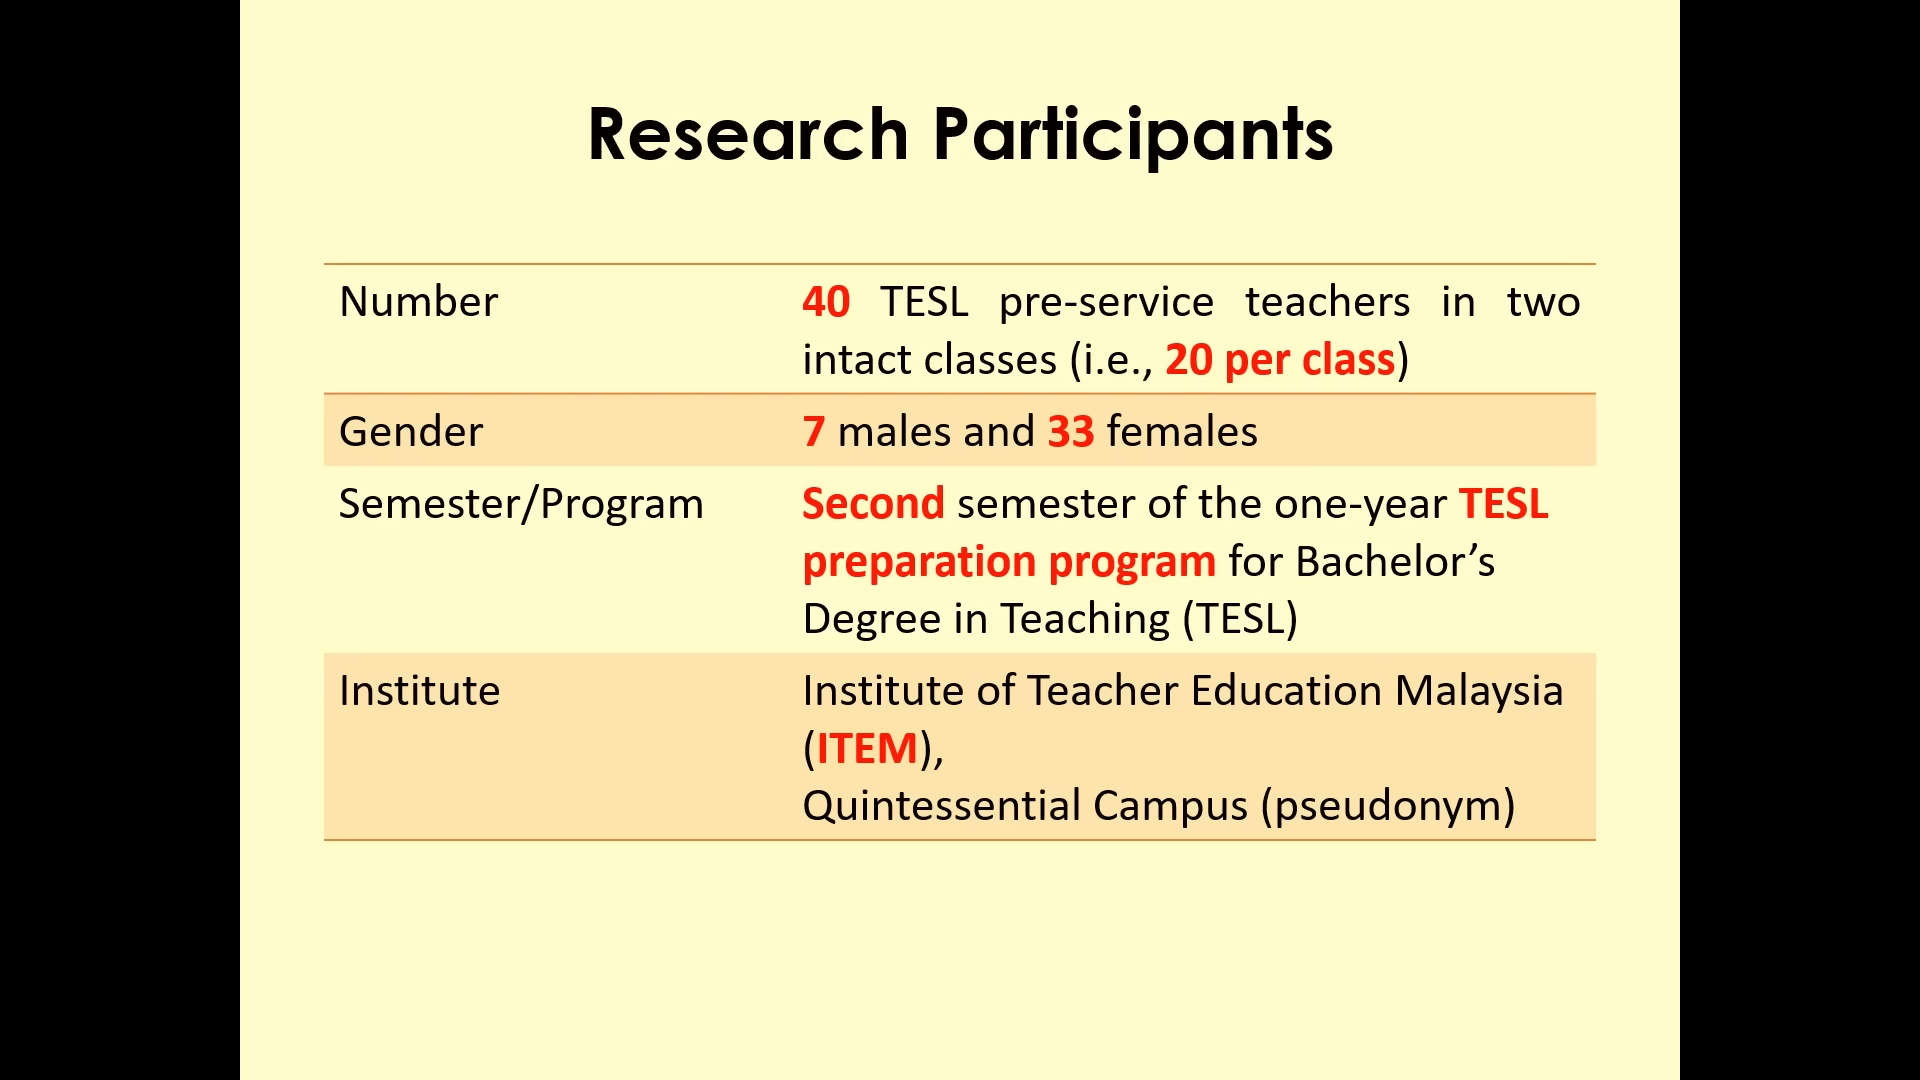 Research Participants
Number
40 TESL pre-service teachers in two
intact classes (i.e., 20 per class)
Gender
7 males and 33 females
Semester/Program
Second semester of the one-year TESL
preparation program for Bachelor’s
Degree in Teaching (TESL)
Institute
Institute of Teacher Education Malaysia
(ITEM),
Quintessential Campus (pseudonym)